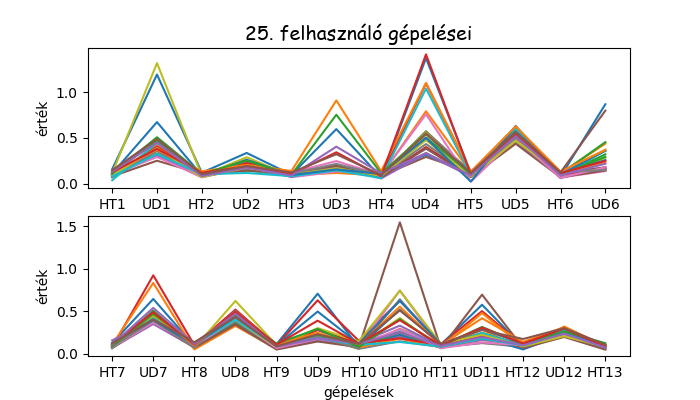 25. felhasználó gépelései
érték
1.0
0.5
0.0
HT1 UD1 HT2 UD2 HT3 UD3 HT4 UD4 HT5 UD5 HT6 UD6
érték
1.5
1.0
0.5
0.0
HT7 UD7 HT8 UD8 HT9 UD9 HT10 UD10 HT11 UD11 HT12 UD12 HT13
gépelések